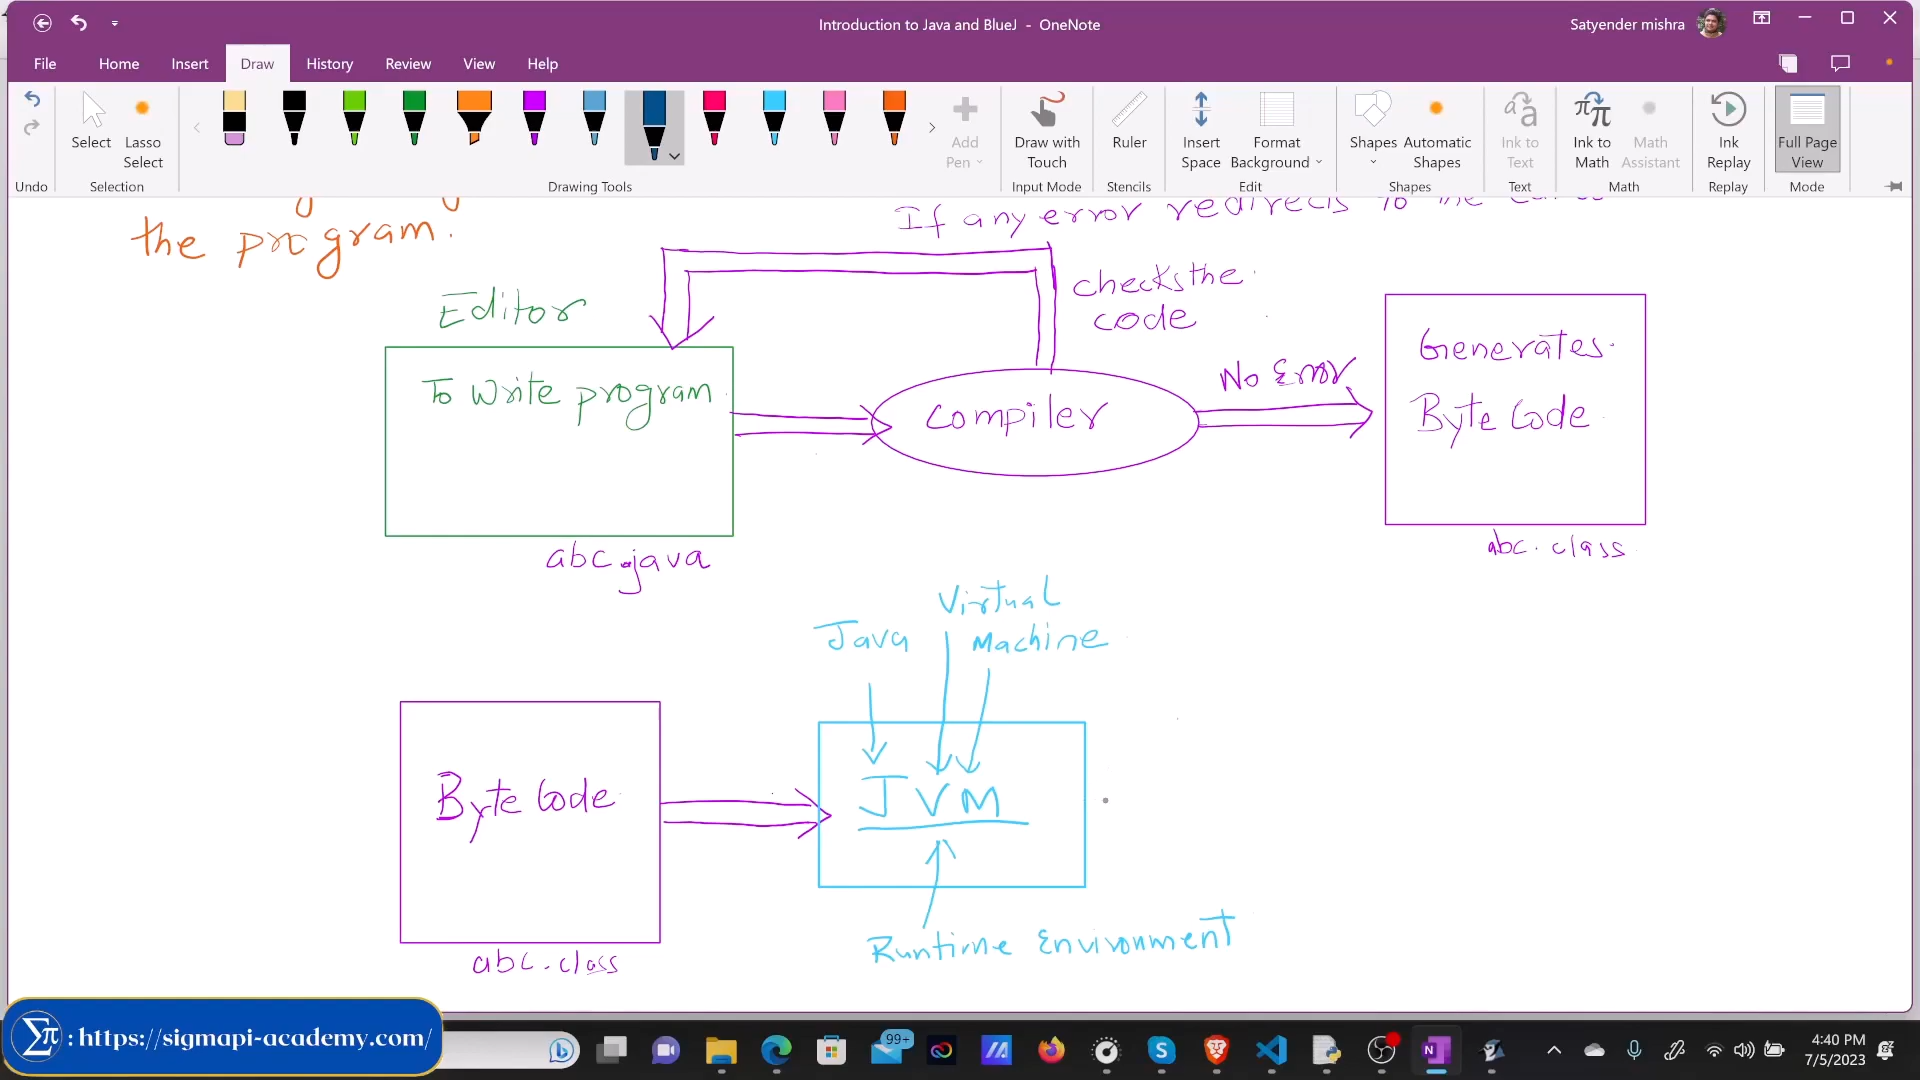 Introduction to Java and BlueJ - OneNote
Satyender mishra
File Home Insert Draw History Review View Help
Select
Lasso Select
Add Pen
Draw with Touch
Ruler
Insert Space
Format Background
Shapes
Automatic Shapes
Ink to Text
Ink to Math
Math Assistant
Ink Replay
Full Page View
Undo Selection Drawing Tools Input Mode Stencils Edit Shapes Text Math Replay Mode
If any error redirects to the
the program.
checks the
code
Editor
To Write program
compiler
No Error
Generates
Byte Code
abc.java
abc.class
Virtual
Java Machine
Byte Code
JVM
Runtime Environment
abc.class
Σπ : https://sigmapi-academy.com/
99+
4:40 PM
7/5/2023